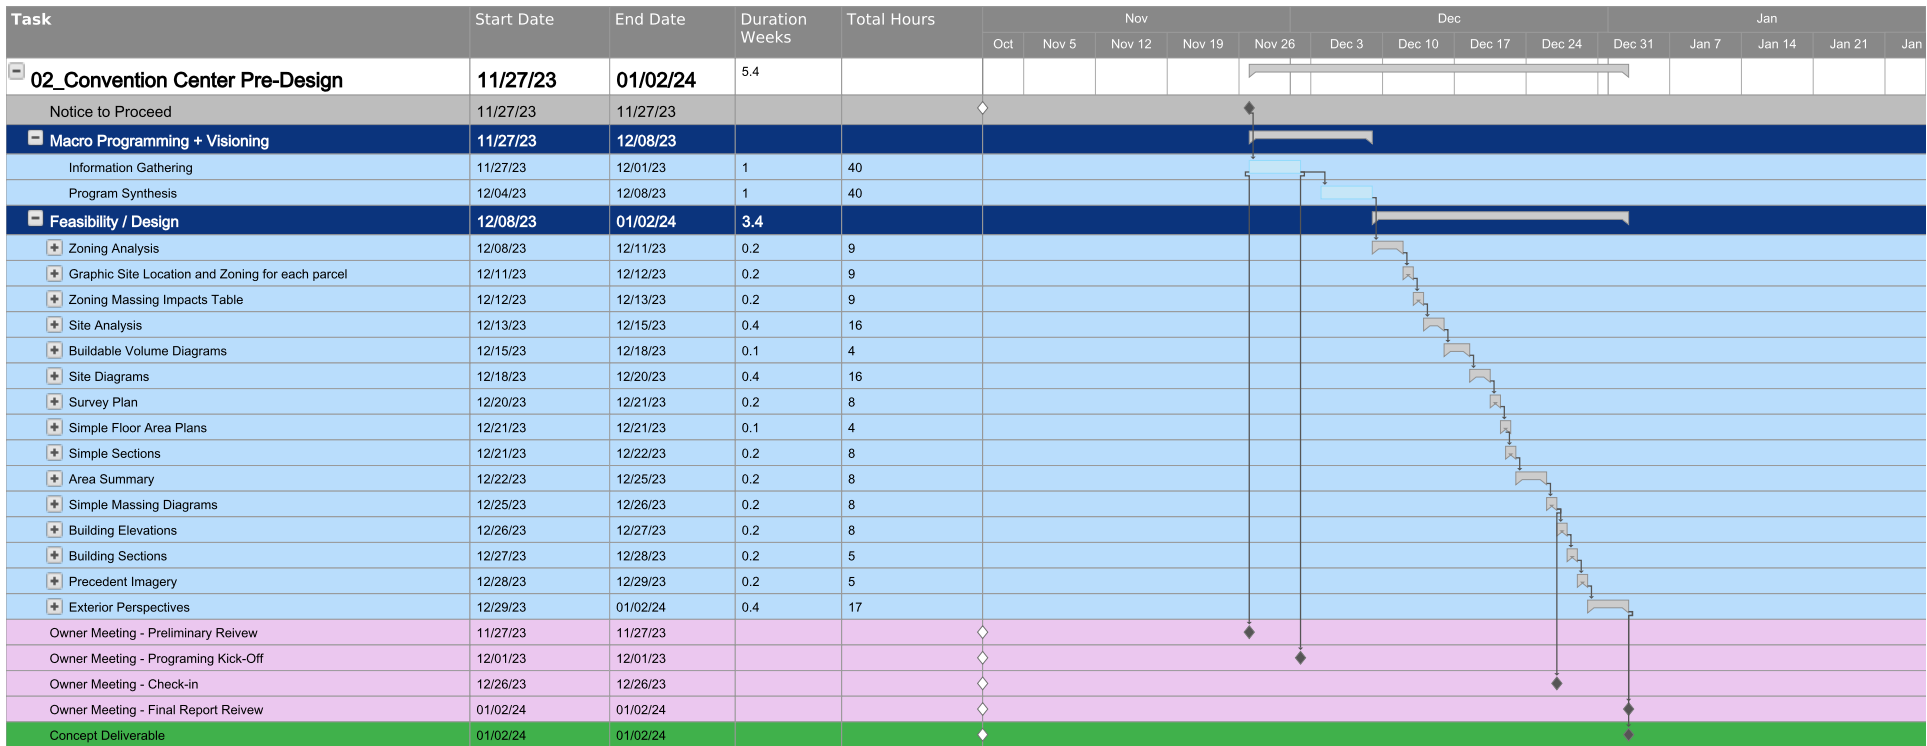 Task Start Date End Date Duration Weeks Total Hours Nov Dec Jan
Oct Nov 5 Nov 12 Nov 19 Nov 26 Dec 3 Dec 10 Dec 17 Dec 24 Dec 31 Jan 7 Jan 14 Jan 21 Jan
02_Convention Center Pre-Design 11/27/23 01/02/24 5.4
Notice to Proceed 11/27/23 11/27/23
Macro Programming + Visioning 11/27/23 12/08/23
Information Gathering 11/27/23 12/01/23 1 40
Program Synthesis 12/04/23 12/08/23 1 40
Feasibility / Design 12/08/23 01/02/24 3.4
Zoning Analysis 12/08/23 12/11/23 0.2 9
Graphic Site Location and Zoning for each parcel 12/11/23 12/12/23 0.2 9
Zoning Massing Impacts Table 12/12/23 12/13/23 0.2 9
Site Analysis 12/13/23 12/15/23 0.4 16
Buildable Volume Diagrams 12/15/23 12/18/23 0.1 4
Site Diagrams 12/18/23 12/20/23 0.4 16
Survey Plan 12/20/23 12/21/23 0.2 8
Simple Floor Area Plans 12/21/23 12/21/23 0.1 4
Simple Sections 12/21/23 12/22/23 0.2 8
Area Summary 12/22/23 12/25/23 0.2 8
Simple Massing Diagrams 12/25/23 12/26/23 0.2 8
Building Elevations 12/26/23 12/27/23 0.2 8
Building Sections 12/27/23 12/28/23 0.2 5
Precedent Imagery 12/28/23 12/29/23 0.2 5
Exterior Perspectives 12/29/23 01/02/24 0.4 17
Owner Meeting - Preliminary Reivew 11/27/23 11/27/23
Owner Meeting - Programing Kick-Off 12/01/23 12/01/23
Owner Meeting - Check-in 12/26/23 12/26/23
Owner Meeting - Final Report Reivew 01/02/24 01/02/24
Concept Deliverable 01/02/24 01/02/24